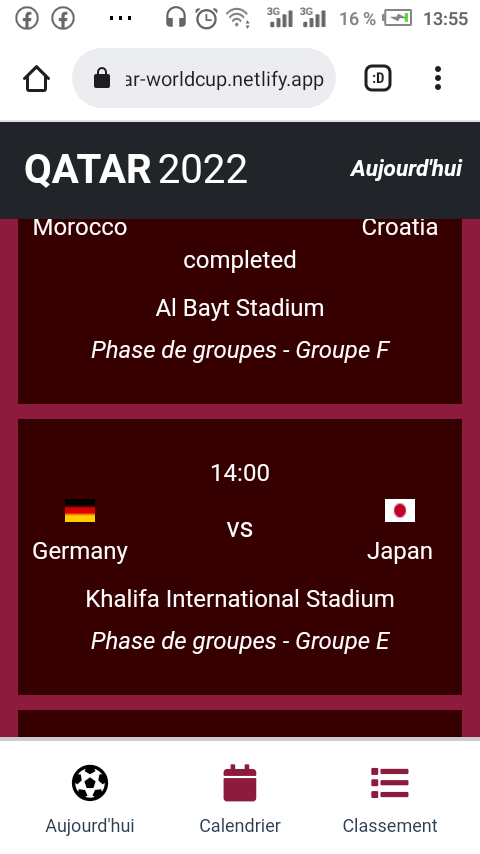 3G 3G 16 % 13:55
ar-worldcup.netlify.app :D
QATAR 2022 Aujourd'hui
Morocco Croatia
completed
Al Bayt Stadium
Phase de groupes - Groupe F
14:00
vs
Germany Japan
Khalifa International Stadium
Phase de groupes - Groupe E
Aujourd'hui Calendrier Classement